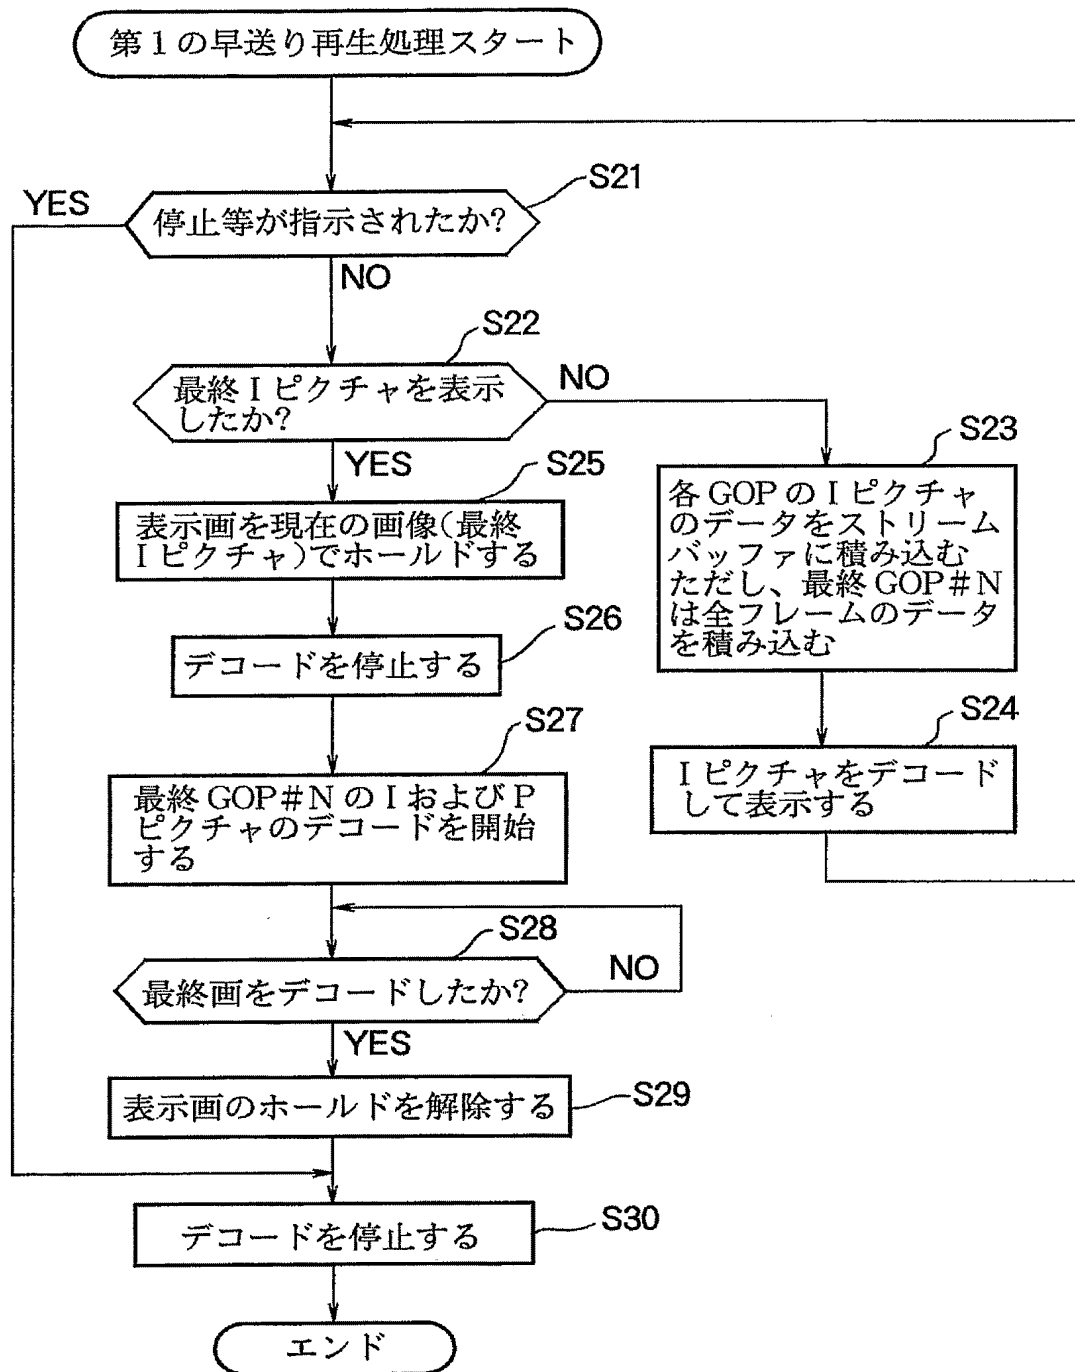 第1の早送り再生処理スタート
S21
YES
停止等が指示されたか?
NO
S22
最終Iピクチャを表示
したか?
NO
S23
YES
S25
各GOPのIピクチャ
のデータをストリーム
バッファに積み込む
ただし、最終GOP#N
は全フレームのデータ
を積み込む
表示画を現在の画像(最終
Iピクチャ)でホールドする
S26
デコードを停止する
S24
Iピクチャをデコード
して表示する
S27
最終GOP#NのIおよびP
ピクチャのデコードを開始
する
S28
最終画をデコードしたか?
NO
YES
表示画のホールドを解除する
S29
デコードを停止する
S30
エンド